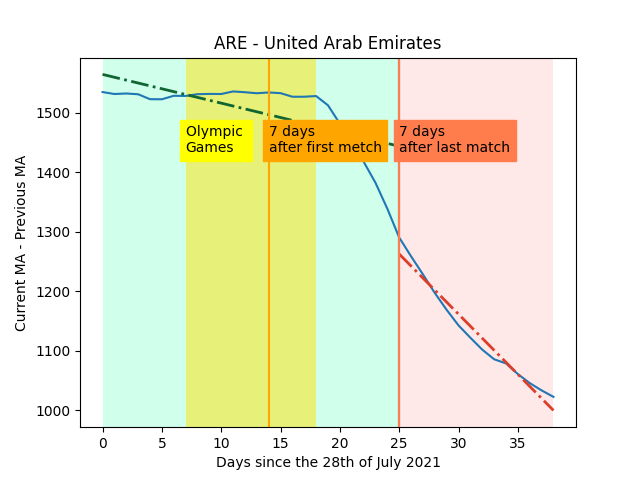 ARE - United Arab Emirates
Current MA - Previous MA
1500
1400
1300
1200
1100
1000
Olympic
Games
7 days
after first metch
7 days
after last match
0 5 10 15 20 25 30 35
Days since the 28th of July 2021